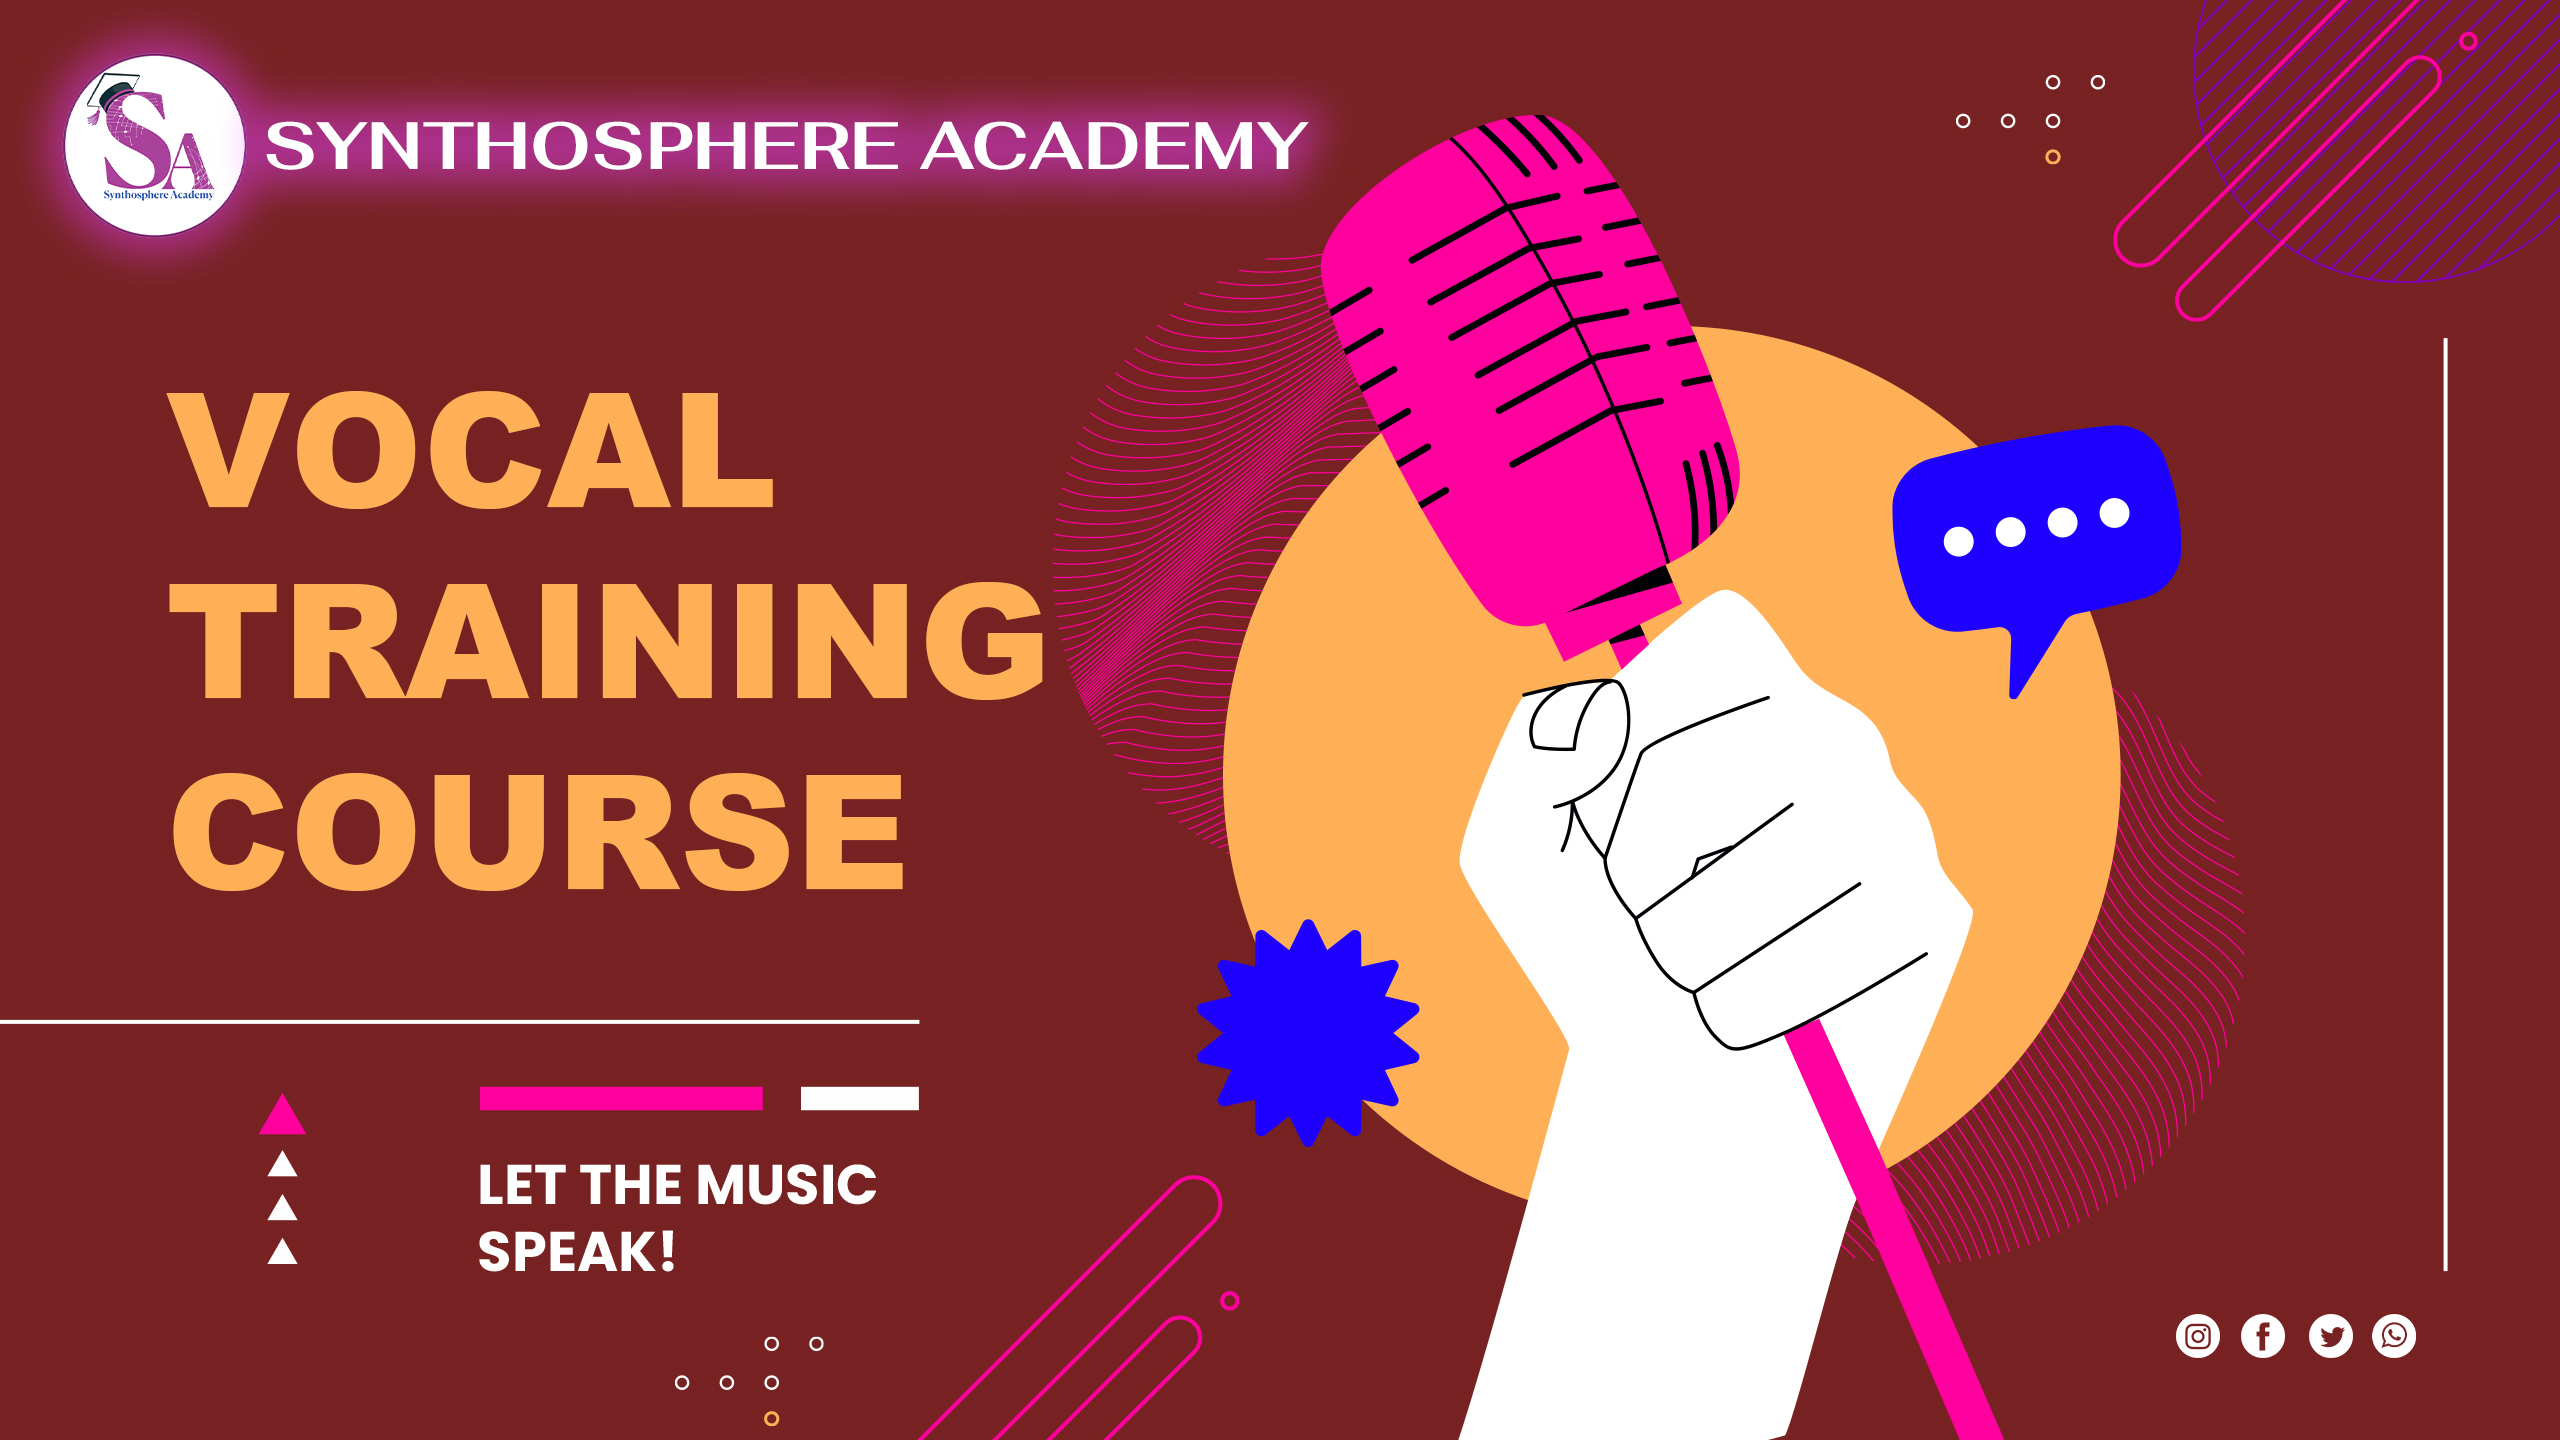 SA
Synthosphere Academy
SYNTHOSPHERE ACADEMY
VOCAL
TRAINING
COURSE
LET THE MUSIC
SPEAK!